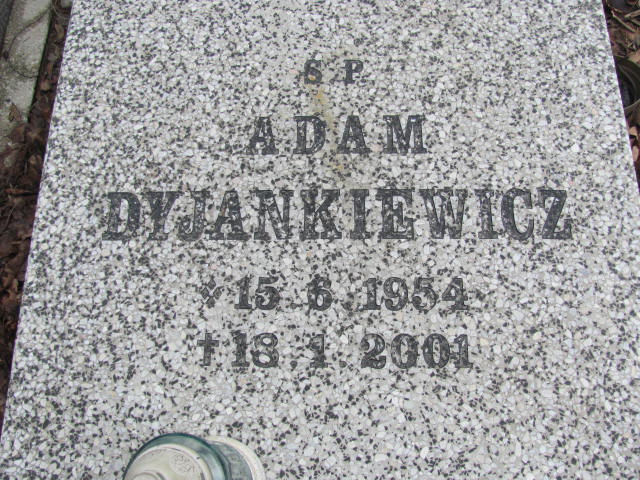 Ś P
ADAM
DYJANKIEWICZ
* 15 6 1954
† 18 1 2001